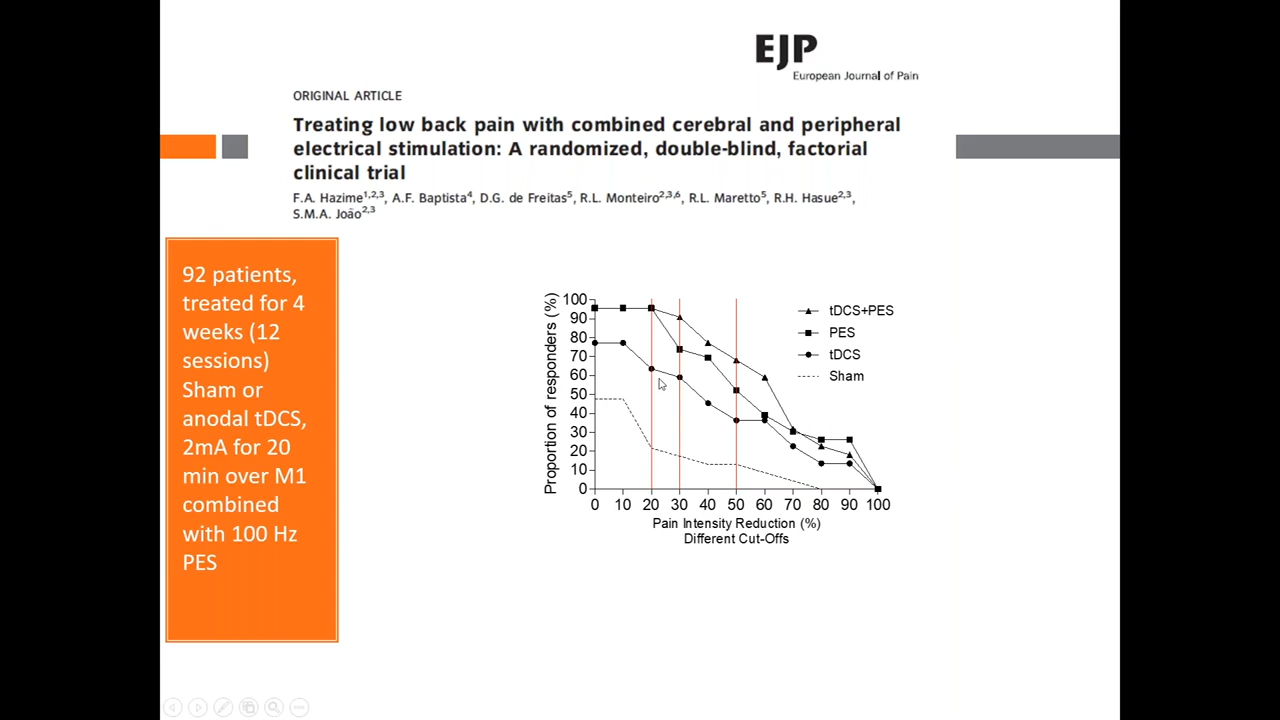 EJP
European Journal of Pain
ORIGINAL ARTICLE
Treating low back pain with combined cerebral and peripheral
electrical stimulation: A randomized, double-blind, factorial
clinical trial
F.A. Hazime1,2,3, A.F. Baptista4, D.G. de Freitas5, R.L. Monteiro2,3,6, R.L. Maretto5, R.H. Hasue2,3,
S.M.A. João2,3
92 patients,
treated for 4
weeks (12
sessions)
Sham or
anodal tDCS,
2mA for 20
min over M1
combined
with 100 Hz
PES
Proportion of responders (%)
100
90
80
70
60
50
40
30
20
10
0
0 10 20 30 40 50 60 70 80 90 100
Pain Intensity Reduction (%)
Different Cut-Offs
tDCS+PES
PES
tDCS
Sham